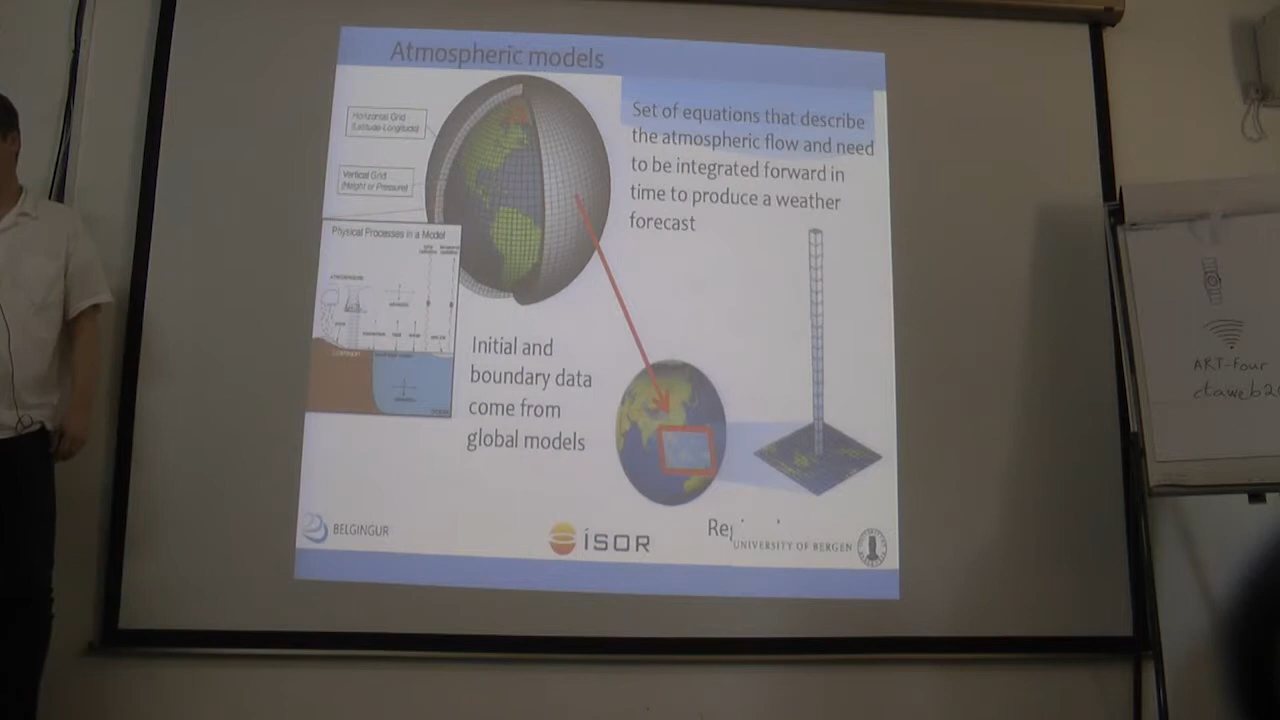 Atmospheric models
Horizontal Grid
(Latitude-Longitude)
Vertical Grid
(Height or Pressure)
Set of equations that describe
the atmospheric flow and need
to be integrated forward in
time to produce a weather
forecast
Physical Processes in a Model
ATMOSPHERE
CONTINENT
Initial and
boundary data
come from
global models
BELGINGUR
ÍSOR
UNIVERSITY OF BERGEN
ART-Four